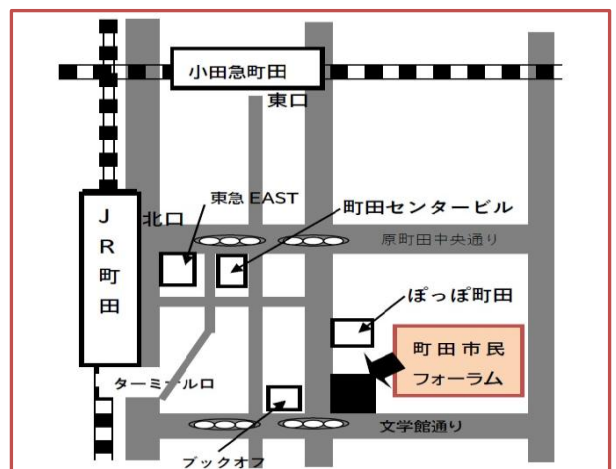 小田急町田
東口
東急 EAST
町田センタービル
JR町田
北口
原町田中央通り
ぽっぽ町田
町田市民
フォーラム
ターミナル口
文学館通り
ブックオフ